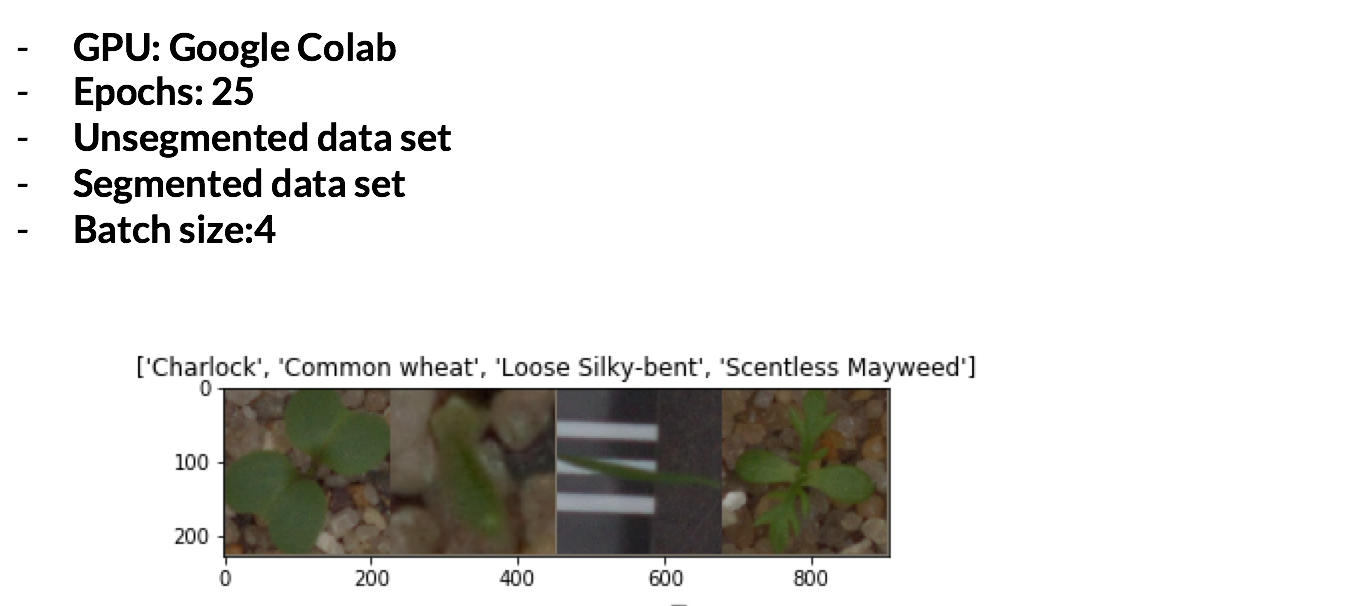 - GPU: Google Colab
- Epochs: 25
- Unsegmented data set
- Segmented data set
- Batch size:4
['Charlock', 'Common wheat', 'Loose Silky-bent', 'Scentless Mayweed']
0
100
200
0 200 400 600 800